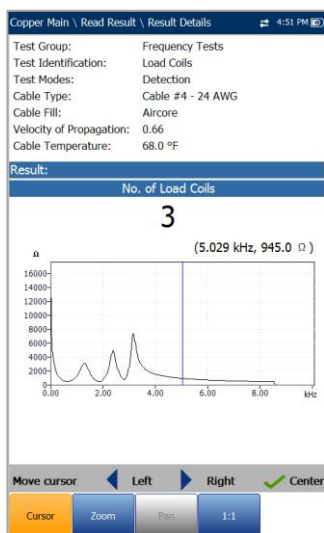 Copper Main \ Read Result \ Result Details 4:51 PM
Test Group: Frequency Tests
Test Identification: Load Coils
Test Modes: Detection
Cable Type: Cable #4 - 24 AWG
Cable Fill: Aircore
Velocity of Propagation: 0.66
Cable Temperature: 68.0 °F
Result:
No. of Load Coils
3
(5.029 kHz, 945.0 Ω)
Ω
16000
14000
12000
10000
8000
6000
4000
2000
0.00 2.00 4.00 6.00 8.00 kHz
Move cursor Left Right Center
Cursor Zoom Pan 1:1